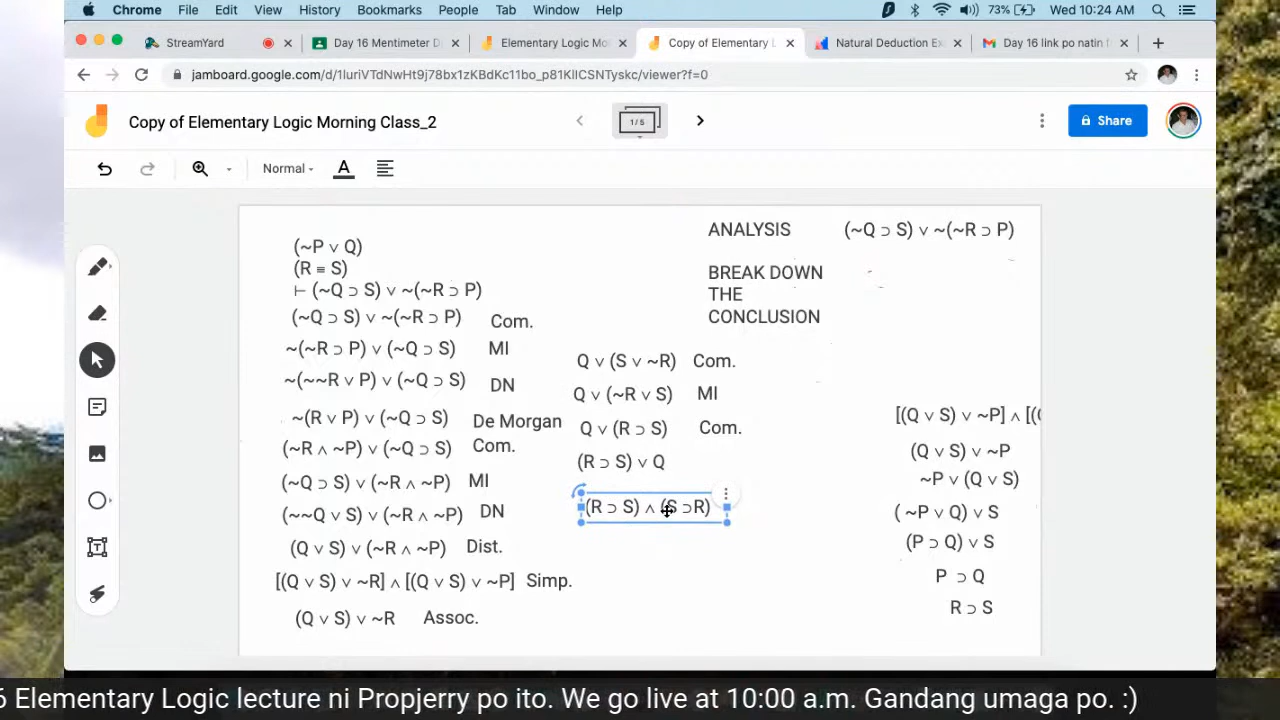 Chrome File Edit View History Bookmarks People Tab Window Help 73% Wed 10:24 AM
StreamYard Day 16 Mentimeter D Elementary Logic Mo Copy of Elementary L Natural Deduction Ex Day 16 link po natin
jamboard.google.com/d/1luriVTdNwHt9j78bx1zKBdKc11bo_p81KlICSNTyskc/viewer?f=0
Copy of Elementary Logic Morning Class_2
1/5
Share
Normal A
(~P ∨ Q)
(R ≡ S)
⊢ (~Q ⊃ S) ∨ ~(~R ⊃ P)
(~Q ⊃ S) ∨ ~(~R ⊃ P) Com.
~(~R ⊃ P) ∨ (~Q ⊃ S) MI
~(~~R ∨ P) ∨ (~Q ⊃ S) DN
~(R ∨ P) ∨ (~Q ⊃ S) De Morgan
(~R ∧ ~P) ∨ (~Q ⊃ S) Com.
(~Q ⊃ S) ∨ (~R ∧ ~P) MI
(~~Q ∨ S) ∨ (~R ∧ ~P) DN
(Q ∨ S) ∨ (~R ∧ ~P) Dist.
[(Q ∨ S) ∨ ~R] ∧ [(Q ∨ S) ∨ ~P] Simp.
(Q ∨ S) ∨ ~R Assoc.
Q ∨ (S ∨ ~R) Com.
Q ∨ (~R ∨ S) MI
Q ∨ (R ⊃ S) Com.
(R ⊃ S) ∨ Q
(R ⊃ S) ∧ (S ⊃R)
ANALYSIS (~Q ⊃ S) ∨ ~(~R ⊃ P)
BREAK DOWN
THE
CONCLUSION
[(Q ∨ S) ∨ ~P] ∧ [(
(Q ∨ S) ∨ ~P
~P ∨ (Q ∨ S)
( ~P ∨ Q) ∨ S
(P ⊃ Q) ∨ S
P ⊃ Q
R ⊃ S
6 Elementary Logic lecture ni Propjerry po ito. We go live at 10:00 a.m. Gandang umaga po. :)